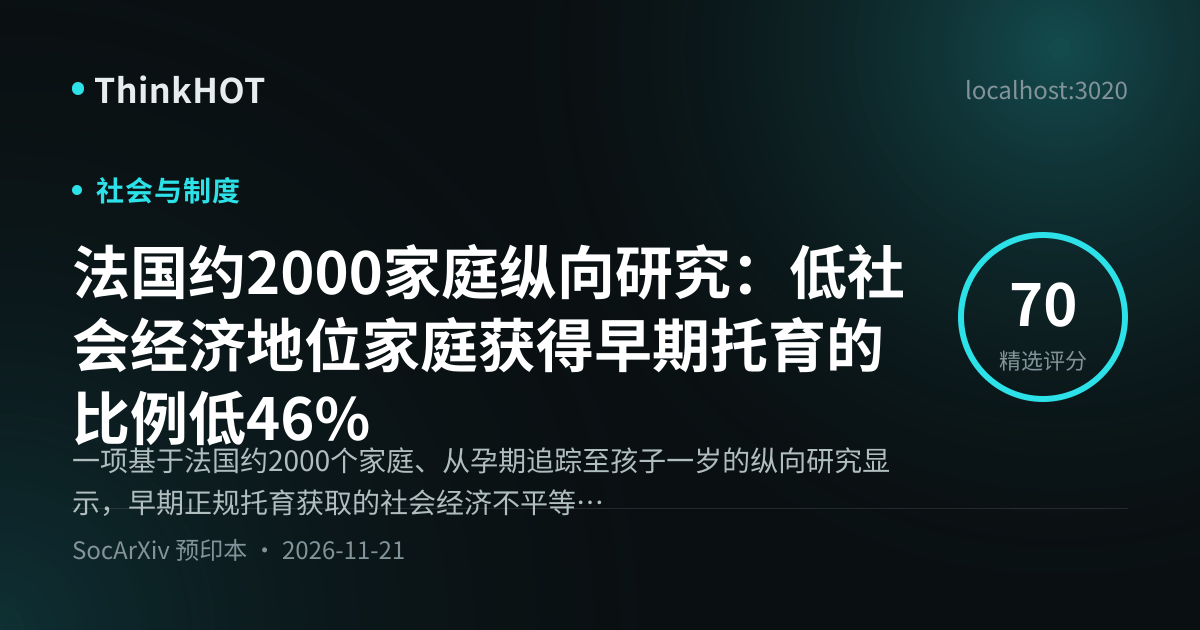 ThinkHOT
localhost:3020
社会与制度
法国约2000家庭纵向研究：低社
会经济地位家庭获得早期托育的
比例低46%
70
精选评分
一项基于法国约2000个家庭、从孕期追踪至孩子一岁的纵向研究显
示，早期正规托育获取的社会经济不平等…
SocArXiv 预印本 · 2026-11-21